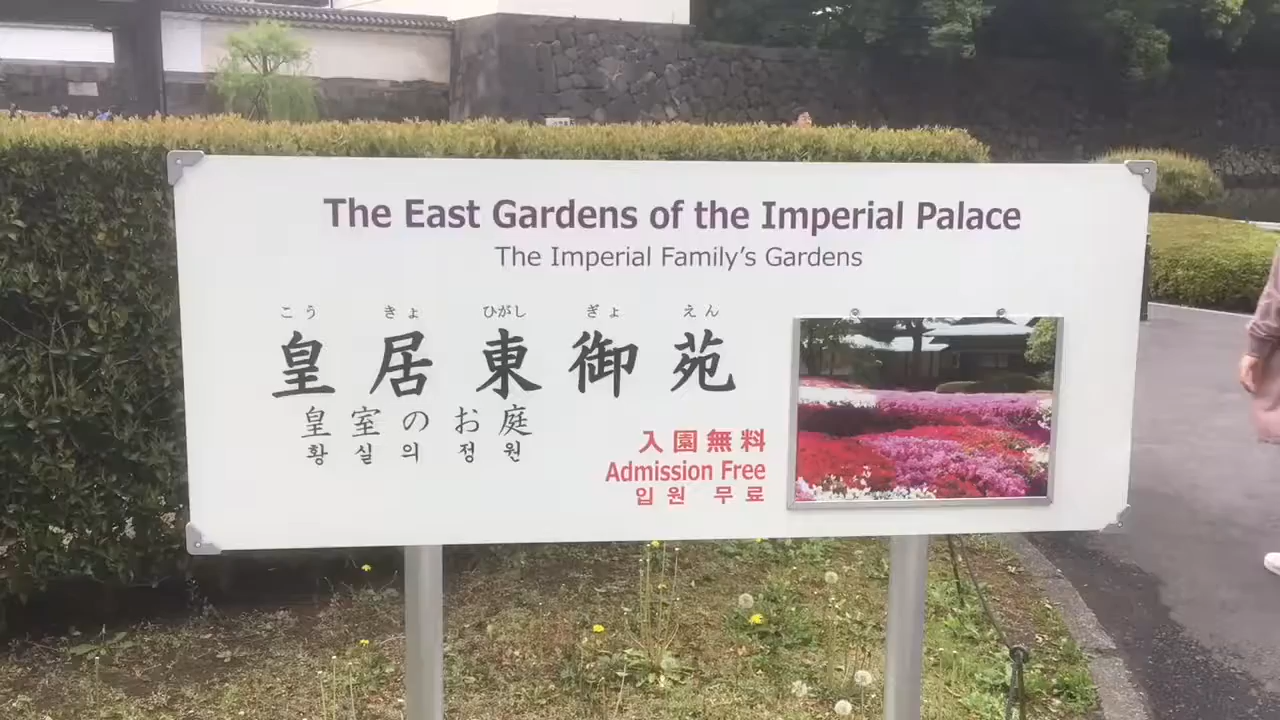 The East Gardens of the Imperial Palace
The Imperial Family's Gardens
こう きょ ひがし ぎょ えん
皇居東御苑
皇室のお庭
황실의 정원
入園無料
Admission Free
입원 무료